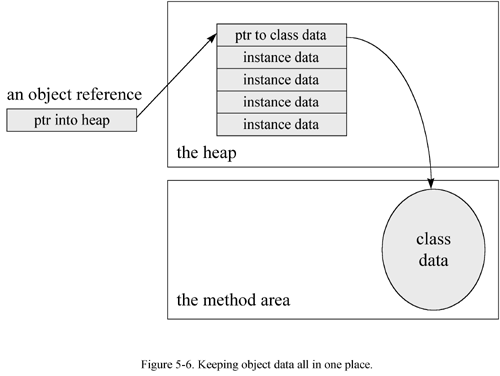 ptr to class data
instance data
instance data
instance data
instance data
an object reference
ptr into heap
the heap
class
data
the method area
Figure 5-6. Keeping object data all in one place.